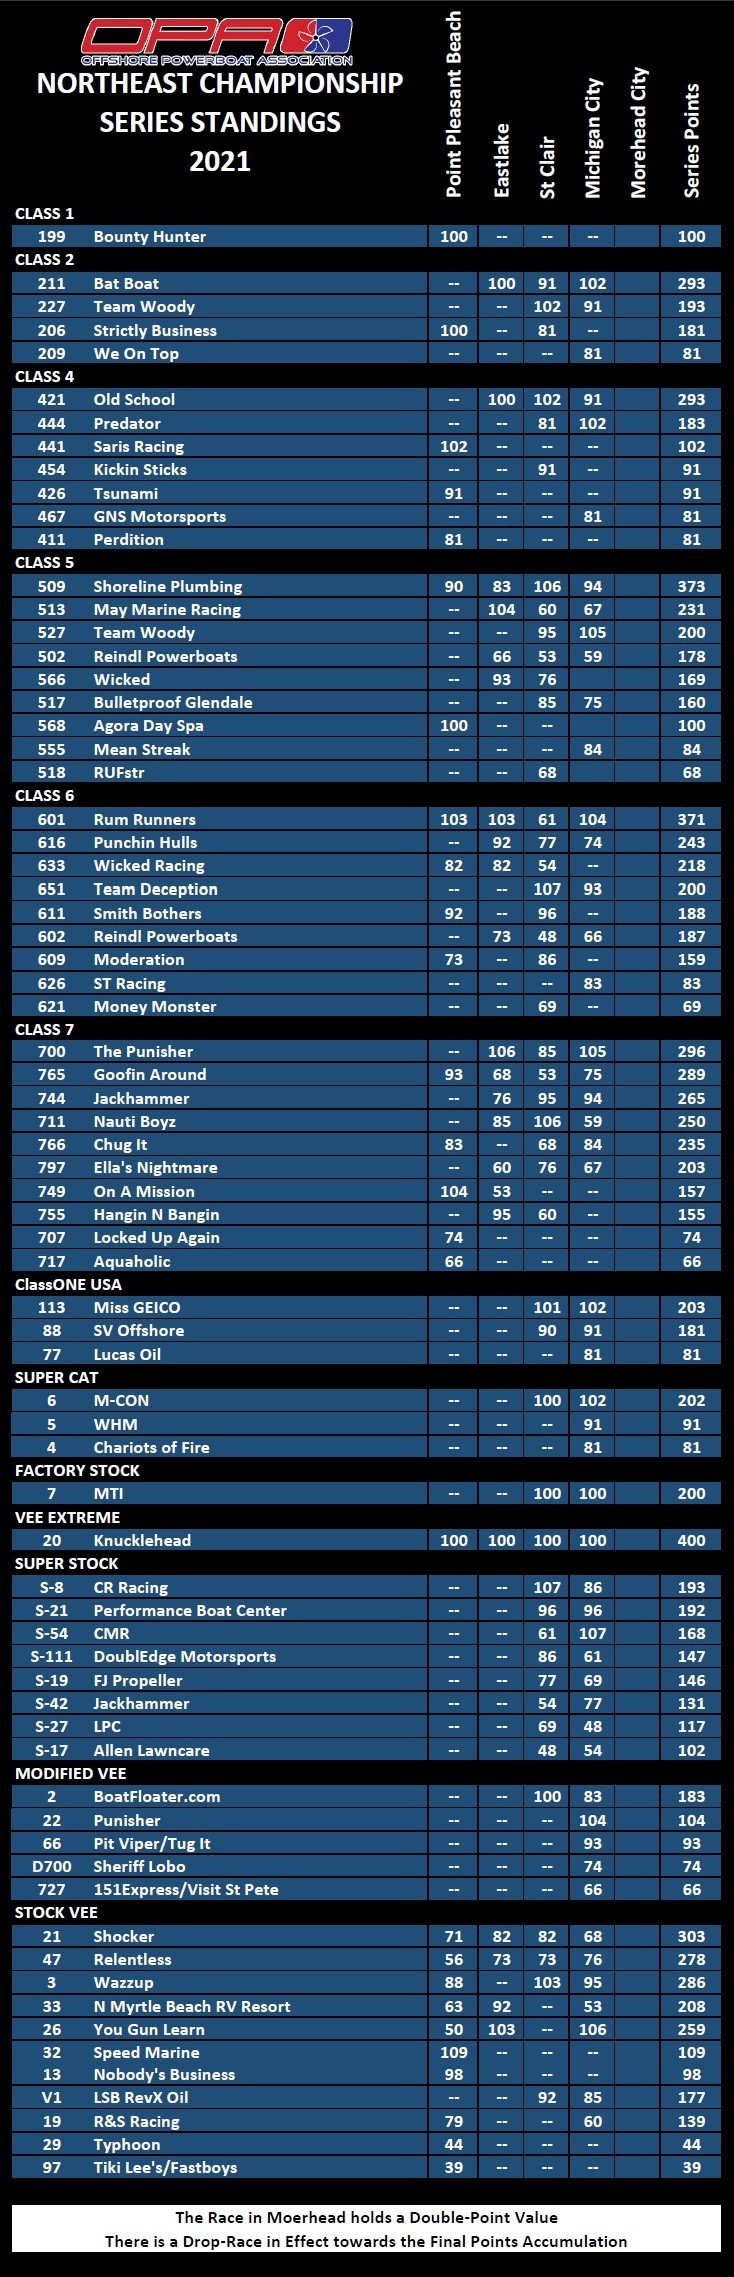 OPA
OFFSHORE POWERBOAT ASSOCIATION
NORTHEAST CHAMPIONSHIP
SERIES STANDINGS
2021
Point Pleasant Beach
Eastlake
St Clair
Michigan City
Morehead City
Series Points
CLASS 1
199 Bounty Hunter 100 -- -- -- 100
CLASS 2
211 Bat Boat -- 100 91 102 293
227 Team Woody -- -- 102 91 193
206 Strictly Business 100 -- 81 -- 181
209 We On Top -- -- -- 81 81
CLASS 4
421 Old School -- 100 102 91 293
444 Predator -- -- 81 102 183
441 Saris Racing 102 -- -- -- 102
454 Kickin Sticks -- -- 91 -- 91
426 Tsunami 91 -- -- -- 91
467 GNS Motorsports -- -- -- 81 81
411 Perdition 81 -- -- -- 81
CLASS 5
509 Shoreline Plumbing 90 83 106 94 373
513 May Marine Racing -- 104 60 67 231
527 Team Woody -- -- 95 105 200
502 Reindl Powerboats -- 66 53 59 178
566 Wicked -- 93 76 169
517 Bulletproof Glendale -- -- 85 75 160
568 Agora Day Spa 100 -- -- 100
555 Mean Streak -- -- -- 84 84
518 RUFstr -- -- 68 68
CLASS 6
601 Rum Runners 103 103 61 104 371
616 Punchin Hulls -- 92 77 74 243
633 Wicked Racing 82 82 54 -- 218
651 Team Deception -- -- 107 93 200
611 Smith Bothers 92 -- 96 -- 188
602 Reindl Powerboats -- 73 48 66 187
609 Moderation 73 -- 86 -- 159
626 ST Racing -- -- -- 83 83
621 Money Monster -- -- 69 -- 69
CLASS 7
700 The Punisher -- 106 85 105 296
765 Goofin Around 93 68 53 75 289
744 Jackhammer -- 76 95 94 265
711 Nauti Boyz -- 85 106 59 250
766 Chug It 83 -- 68 84 235
797 Ella's Nightmare -- 60 76 67 203
749 On A Mission 104 53 -- -- 157
755 Hangin N Bangin -- 95 60 -- 155
707 Locked Up Again 74 -- -- -- 74
717 Aquaholic 66 -- -- -- 66
ClassONE USA
113 Miss GEICO -- -- 101 102 203
88 SV Offshore -- -- 90 91 181
77 Lucas Oil -- -- -- 81 81
SUPER CAT
6 M-CON -- -- 100 102 202
5 WHM -- -- -- 91 91
4 Chariots of Fire -- -- -- 81 81
FACTORY STOCK
7 MTI -- -- 100 100 200
VEE EXTREME
20 Knucklehead 100 100 100 100 400
SUPER STOCK
S-8 CR Racing -- -- 107 86 193
S-21 Performance Boat Center -- -- 96 96 192
S-54 CMR -- -- 61 107 168
S-111 DoublEdge Motorsports -- -- 86 61 147
S-19 FJ Propeller -- -- 77 69 146
S-42 Jackhammer -- -- 54 77 131
S-27 LPC -- -- 69 48 117
S-17 Allen Lawncare -- -- 48 54 102
MODIFIED VEE
2 BoatFloater.com -- -- 100 83 183
22 Punisher -- -- -- 104 104
66 Pit Viper/Tug It -- -- -- 93 93
D700 Sheriff Lobo -- -- -- 74 74
727 151Express/Visit St Pete -- -- -- 66 66
STOCK VEE
21 Shocker 71 82 82 68 303
47 Relentless 56 73 73 76 278
3 Wazzup 88 -- 103 95 286
33 N Myrtle Beach RV Resort 63 92 -- 53 208
26 You Gun Learn 50 103 -- 106 259
32 Speed Marine 109 -- -- -- 109
13 Nobody's Business 98 -- -- -- 98
V1 LSB RevX Oil -- -- 92 85 177
19 R&S Racing 79 -- -- 60 139
29 Typhoon 44 -- -- -- 44
97 Tiki Lee's/Fastboys 39 -- -- -- 39
The Race in Moerhead holds a Double-Point Value
There is a Drop-Race in Effect towards the Final Points Accumulation